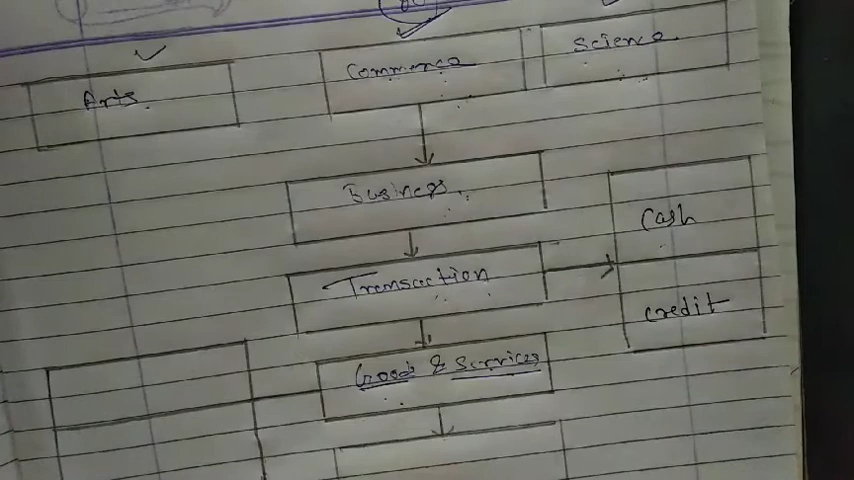 Arts
Commerce
Science
Business
Transaction
Cash
Credit
Goods & Services